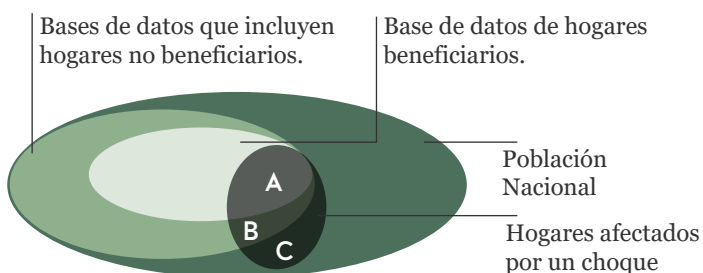 Bases de datos que incluyen
hogares no beneficiarios.
Base de datos de hogares
beneficiarios.
Población
Nacional
A
B
C
Hogares afectados
por un choque